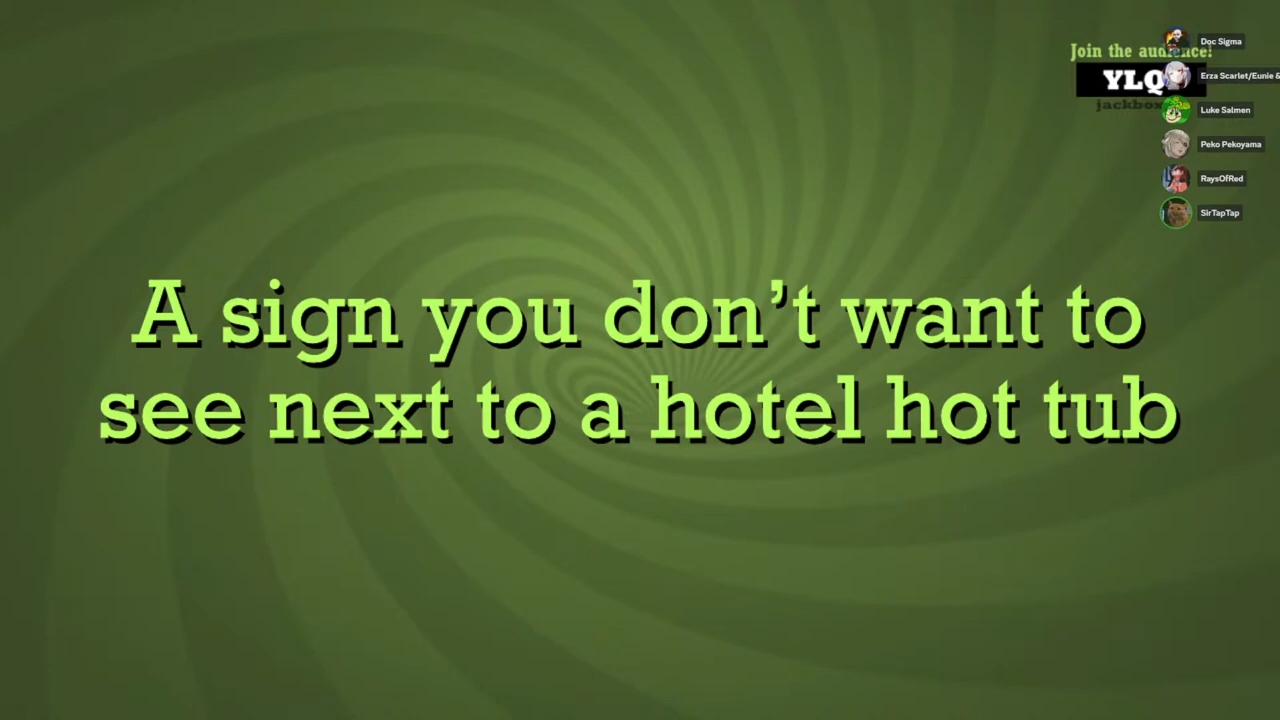 Join the audience!
Doc Sigma
YLQ
Erza Scarlet/Eunie &
jackbox
Luke Salmen
Peko Pekoyama
RaysOfRed
SirTapTap
A sign you don’t want to
see next to a hotel hot tub